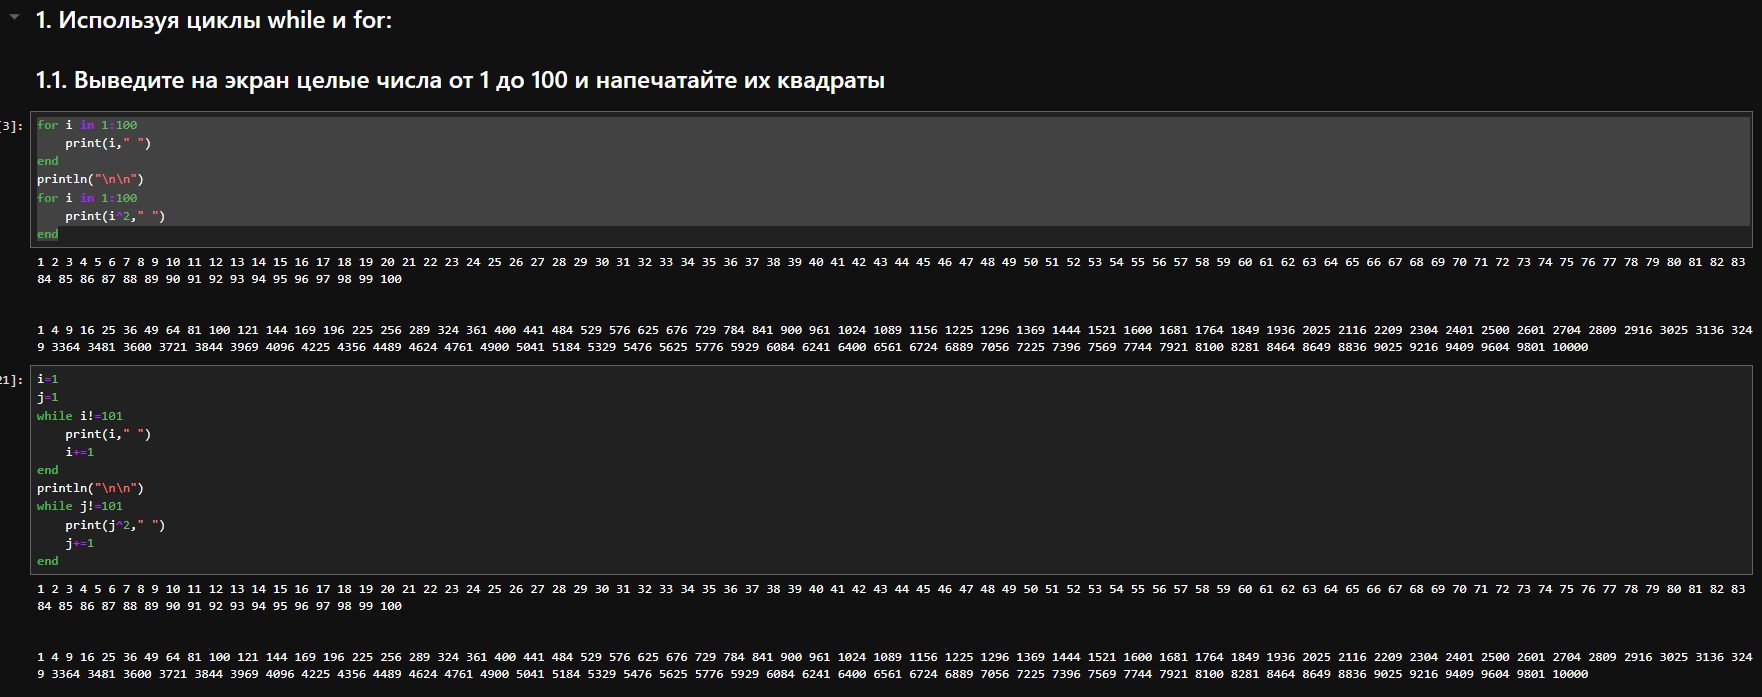 1. Используя циклы while и for:
1.1. Выведите на экран целые числа от 1 до 100 и напечатайте их квадраты
[3]:
for i in 1:100
    print(i," ")
end
println("\n\n")
for i in 1:100
    print(i^2," ")
end
1 2 3 4 5 6 7 8 9 10 11 12 13 14 15 16 17 18 19 20 21 22 23 24 25 26 27 28 29 30 31 32 33 34 35 36 37 38 39 40 41 42 43 44 45 46 47 48 49 50 51 52 53 54 55 56 57 58 59 60 61 62 63 64 65 66 67 68 69 70 71 72 73 74 75 76 77 78 79 80 81 82 83
84 85 86 87 88 89 90 91 92 93 94 95 96 97 98 99 100
1 4 9 16 25 36 49 64 81 100 121 144 169 196 225 256 289 324 361 400 441 484 529 576 625 676 729 784 841 900 961 1024 1089 1156 1225 1296 1369 1444 1521 1600 1681 1764 1849 1936 2025 2116 2209 2304 2401 2500 2601 2704 2809 2916 3025 3136 324
9 3364 3481 3600 3721 3844 3969 4096 4225 4356 4489 4624 4761 4900 5041 5184 5329 5476 5625 5776 5929 6084 6241 6400 6561 6724 6889 7056 7225 7396 7569 7744 7921 8100 8281 8464 8649 8836 9025 9216 9409 9604 9801 10000
21]:
i=1
j=1
while i!=101
    print(i," ")
    i+=1
end
println("\n\n")
while j!=101
    print(j^2," ")
    j+=1
end
1 2 3 4 5 6 7 8 9 10 11 12 13 14 15 16 17 18 19 20 21 22 23 24 25 26 27 28 29 30 31 32 33 34 35 36 37 38 39 40 41 42 43 44 45 46 47 48 49 50 51 52 53 54 55 56 57 58 59 60 61 62 63 64 65 66 67 68 69 70 71 72 73 74 75 76 77 78 79 80 81 82 83
84 85 86 87 88 89 90 91 92 93 94 95 96 97 98 99 100
1 4 9 16 25 36 49 64 81 100 121 144 169 196 225 256 289 324 361 400 441 484 529 576 625 676 729 784 841 900 961 1024 1089 1156 1225 1296 1369 1444 1521 1600 1681 1764 1849 1936 2025 2116 2209 2304 2401 2500 2601 2704 2809 2916 3025 3136 324
9 3364 3481 3600 3721 3844 3969 4096 4225 4356 4489 4624 4761 4900 5041 5184 5329 5476 5625 5776 5929 6084 6241 6400 6561 6724 6889 7056 7225 7396 7569 7744 7921 8100 8281 8464 8649 8836 9025 9216 9409 9604 9801 10000